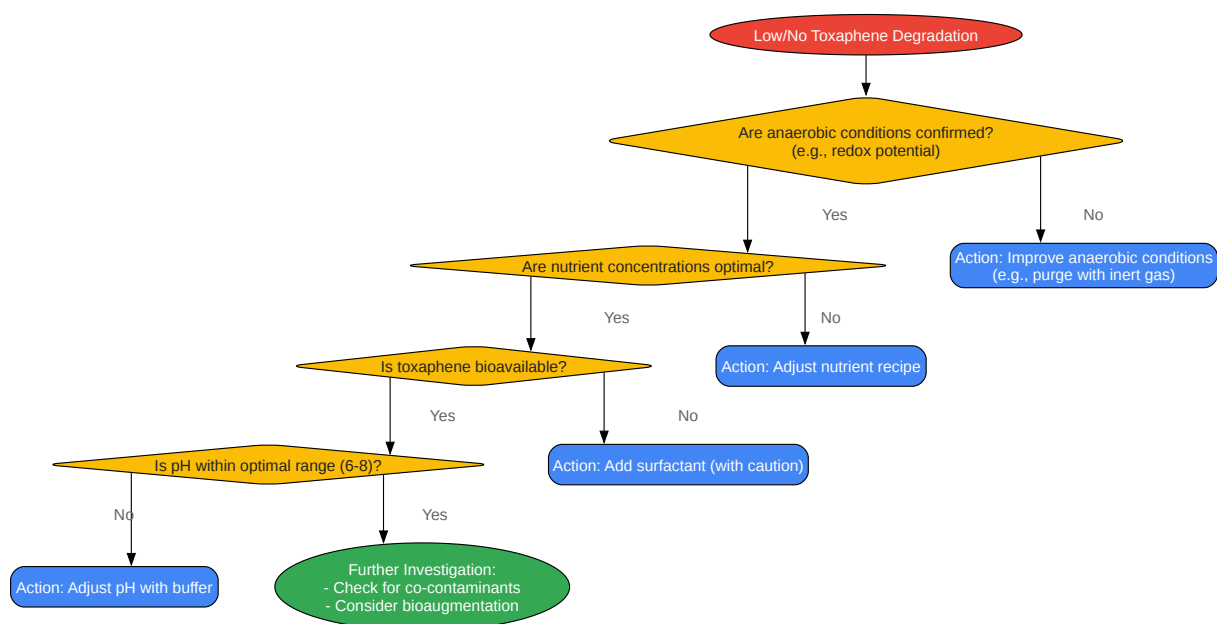 Low/No Toxaphene Degradation
Are anaerobic conditions confirmed?
(e.g., redox potential)
Yes
No
Action: Improve anaerobic conditions
(e.g., purge with inert gas)
Are nutrient concentrations optimal?
Yes
No
Action: Adjust nutrient recipe
Is toxaphene bioavailable?
Yes
No
Action: Add surfactant (with caution)
Is pH within optimal range (6-8)?
No
Yes
Action: Adjust pH with buffer
Further Investigation:
- Check for co-contaminants
- Consider bioaugmentation